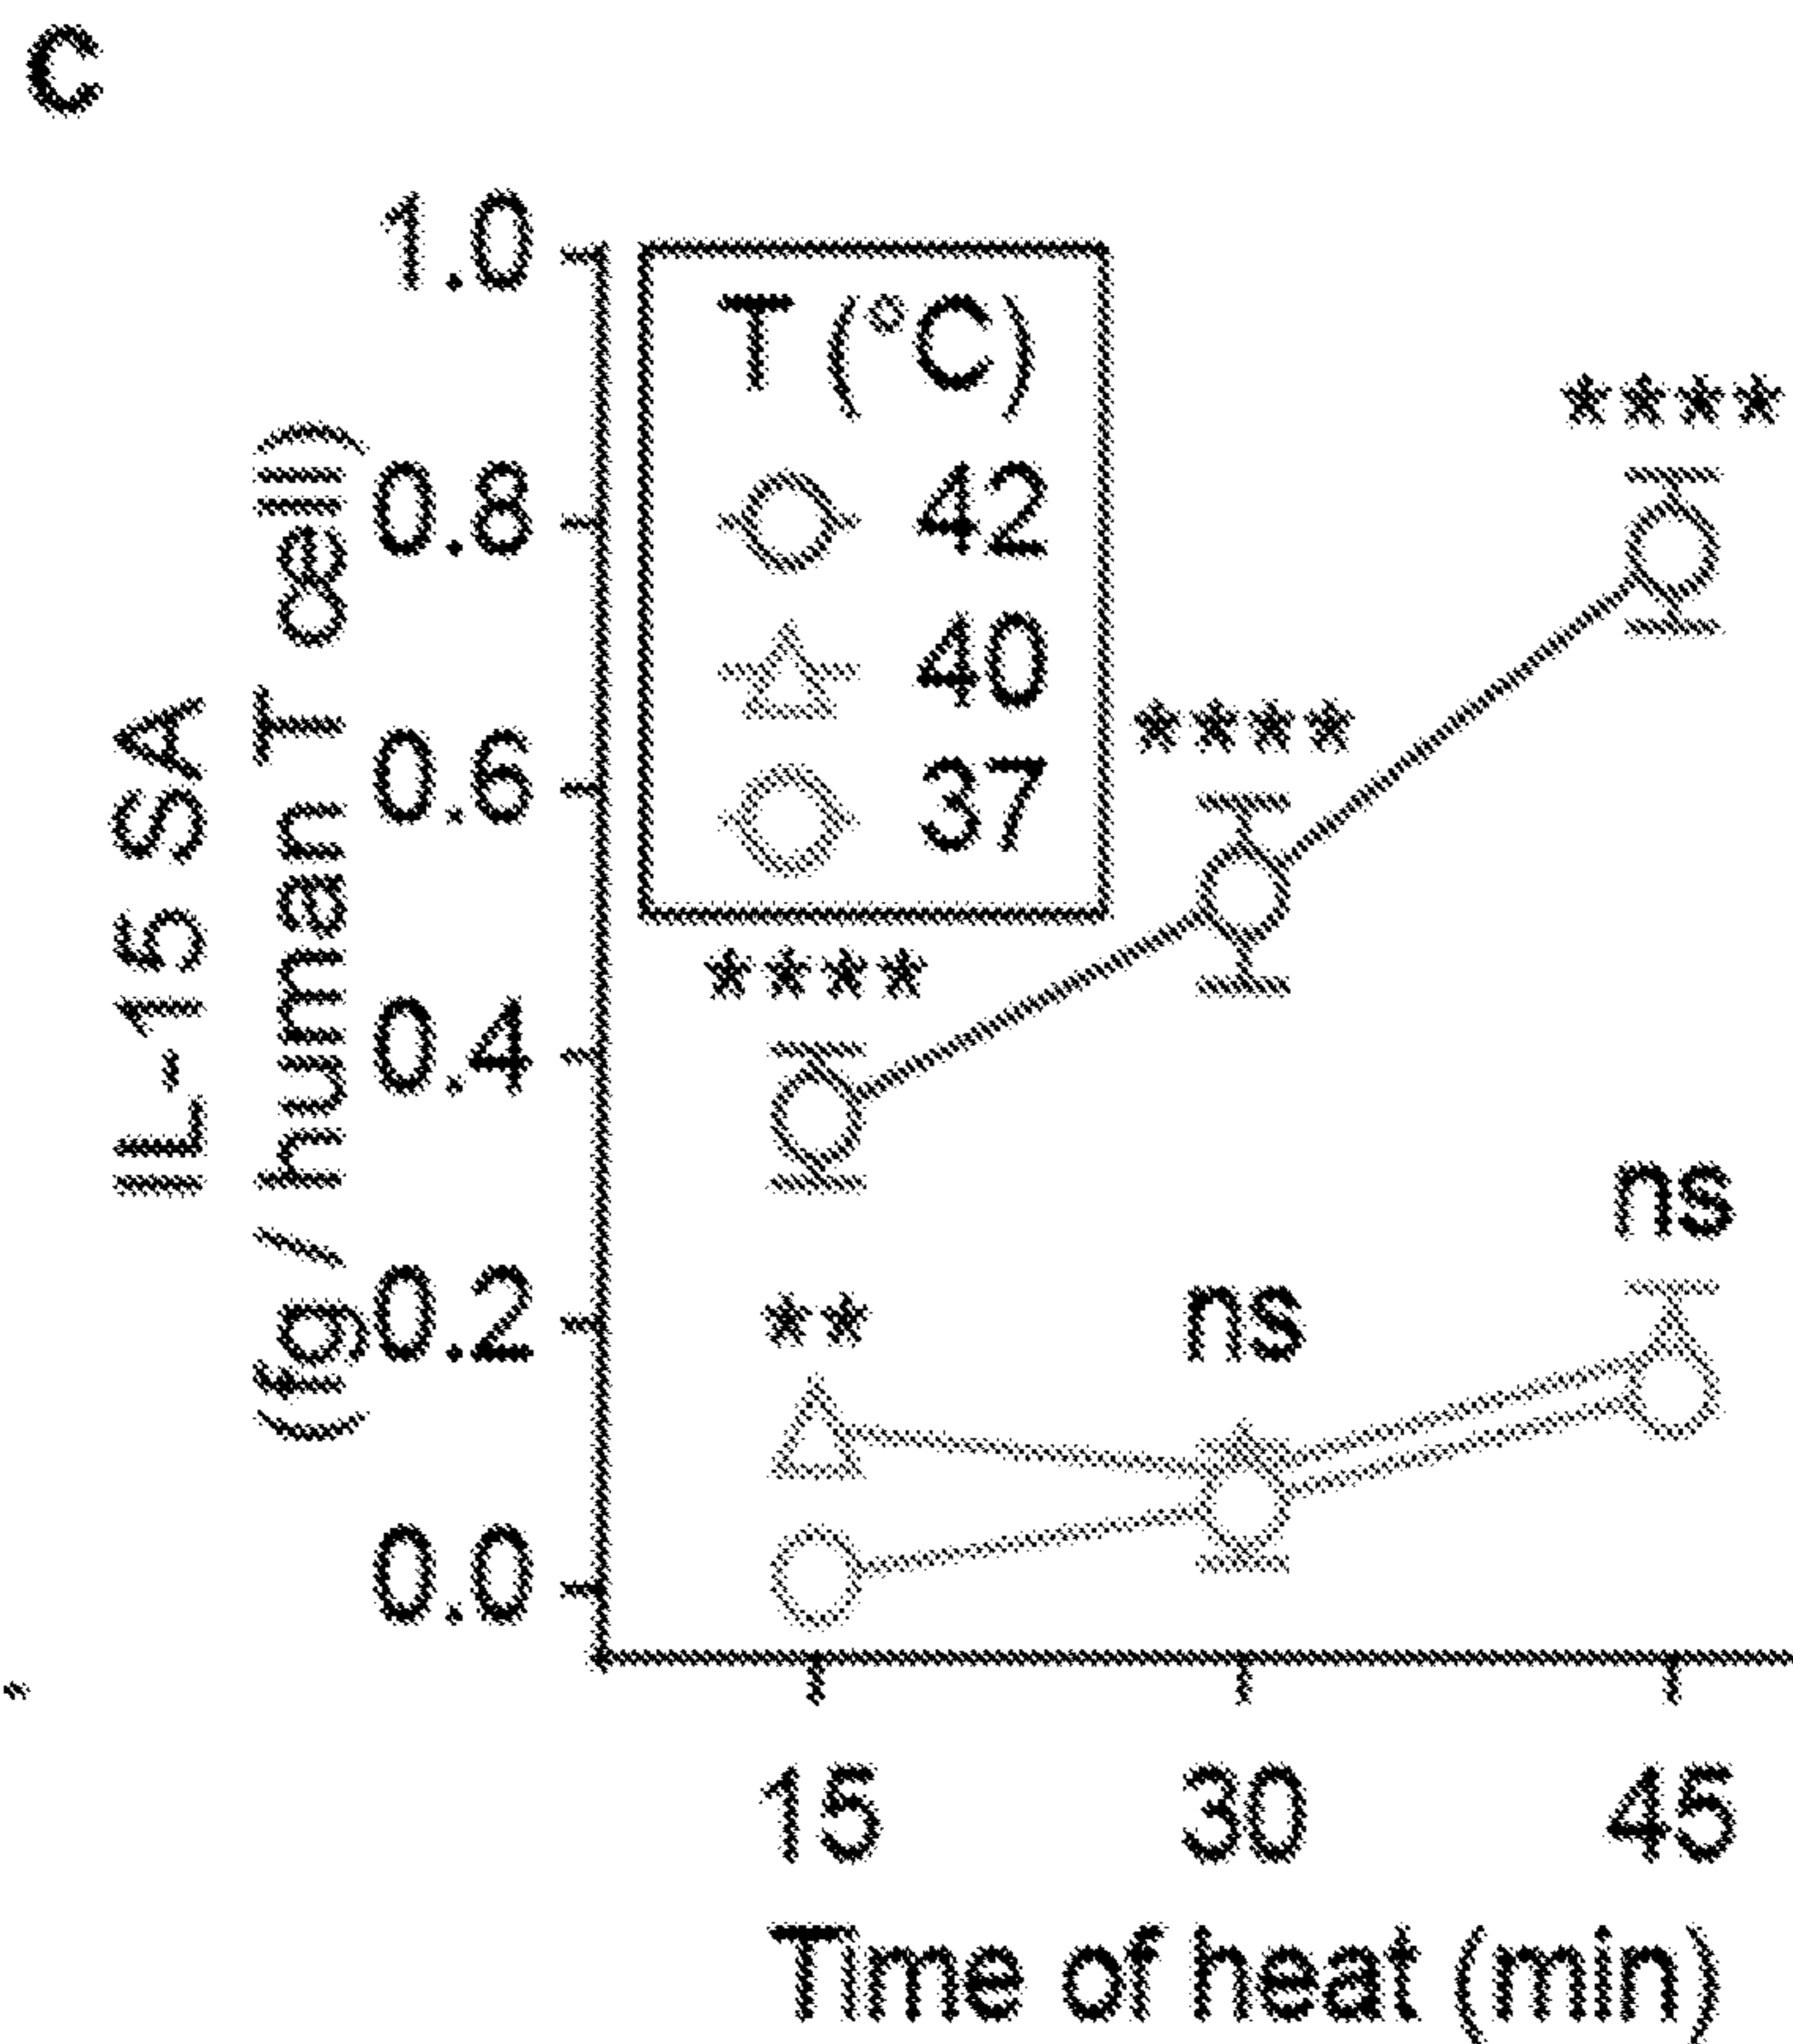 C
IL-15 SA
(fg / human T cell)
1.0
0.8
0.6
0.4
0.2
0.0
T (°C)
42
40
37
****
****
****
**
ns
ns
15 30 45
Time of heat (min)